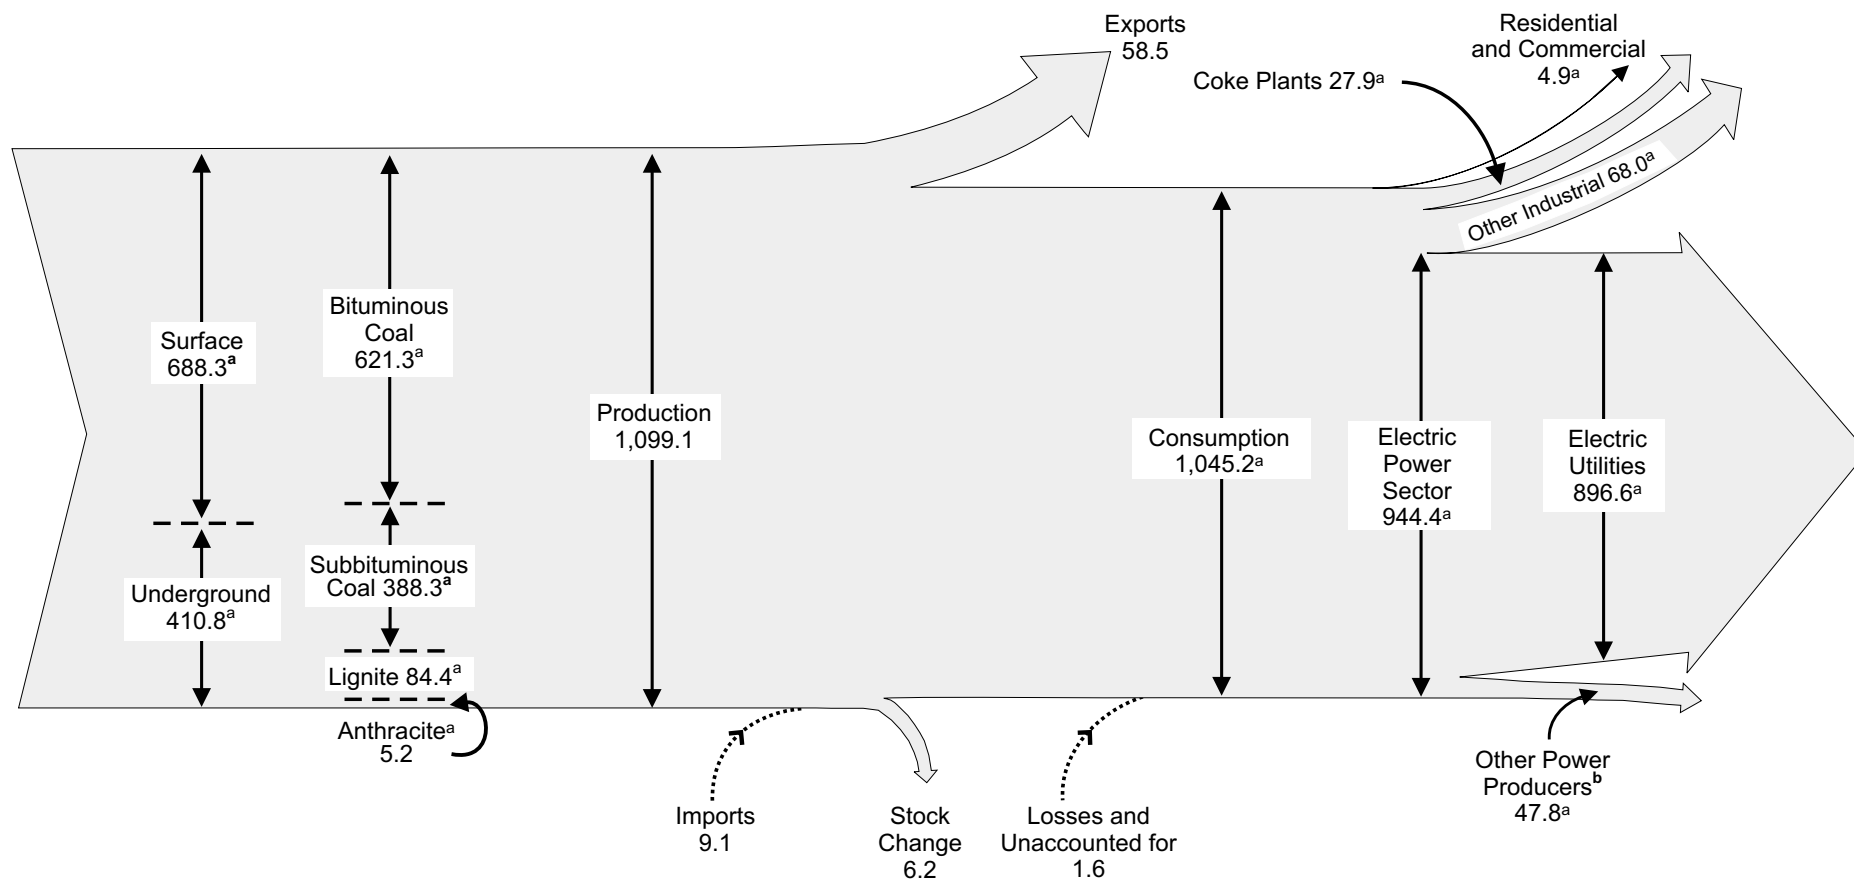 Exports
58.5
Residential
and Commercial
4.9ᵃ
Coke Plants 27.9ᵃ
Other Industrial 68.0ᵃ
Surface
688.3ᵃ
Underground
410.8ᵃ
Bituminous
Coal
621.3ᵃ
Subbituminous
Coal 388.3ᵃ
Lignite 84.4ᵃ
Anthraciteᵃ
5.2
Production
1,099.1
Consumption
1,045.2ᵃ
Electric
Power
Sector
944.4ᵃ
Electric
Utilities
896.6ᵃ
Imports
9.1
Stock
Change
6.2
Losses and
Unaccounted for
1.6
Other Power
Producersᵇ
47.8ᵃ